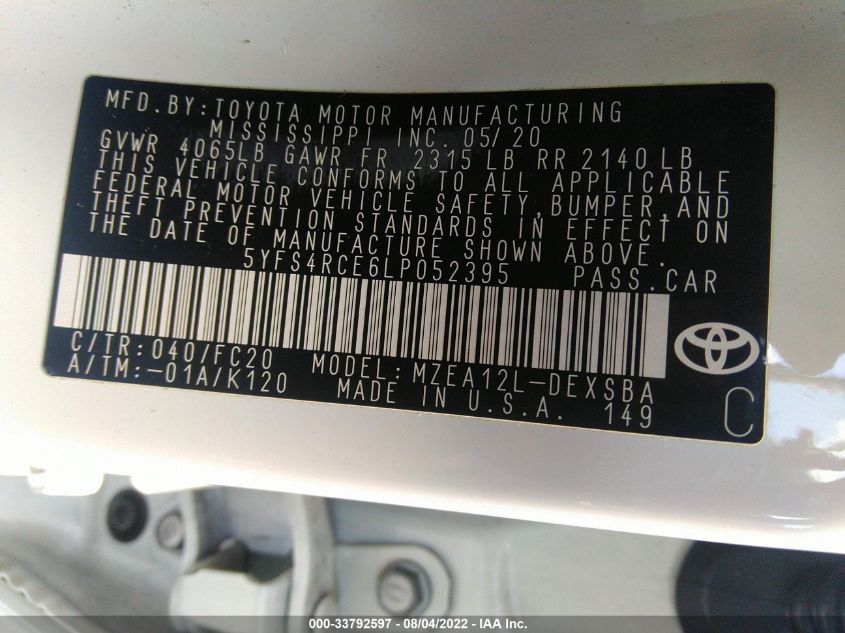 MFD.BY:TOYOTA MOTOR MANUFACTURING
MISSISSIPPI INC. 05/20
GVWR 4065LB GAWR FR 2315 LB RR 2140 LB
THIS VEHICLE CONFORMS TO ALL APPLICABLE
FEDERAL MOTOR VEHICLE SAFETY,BUMPER,AND
THEFT PREVENTION STANDARDS IN EFFECT ON
THE DATE OF MANUFACTURE SHOWN ABOVE.
5YFS4RCE6LP052395 PASS.CAR
C/TR:040/FC20 MODEL:MZEA12L-DEXSBA
A/TM:-01A/K120 MADE IN U.S.A. 149
C
000-33792597 - 08/04/2022 - IAA Inc.